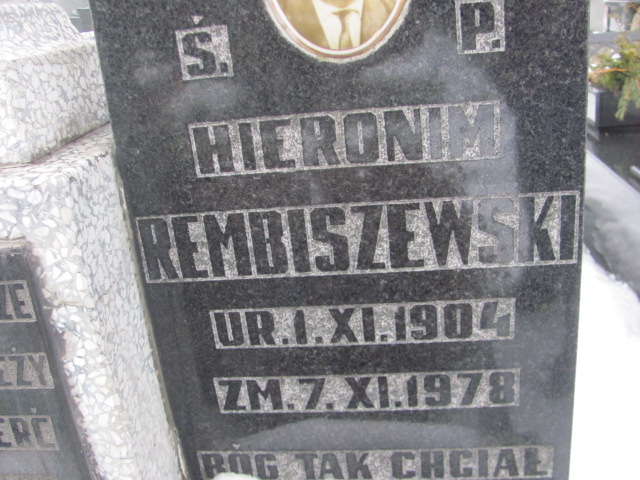 Ś. P.
HIERONIM
REMBISZEWSKI
UR. 1. XI. 1904
ZM. 7. XI. 1978
BÓG TAK CHCIAŁ